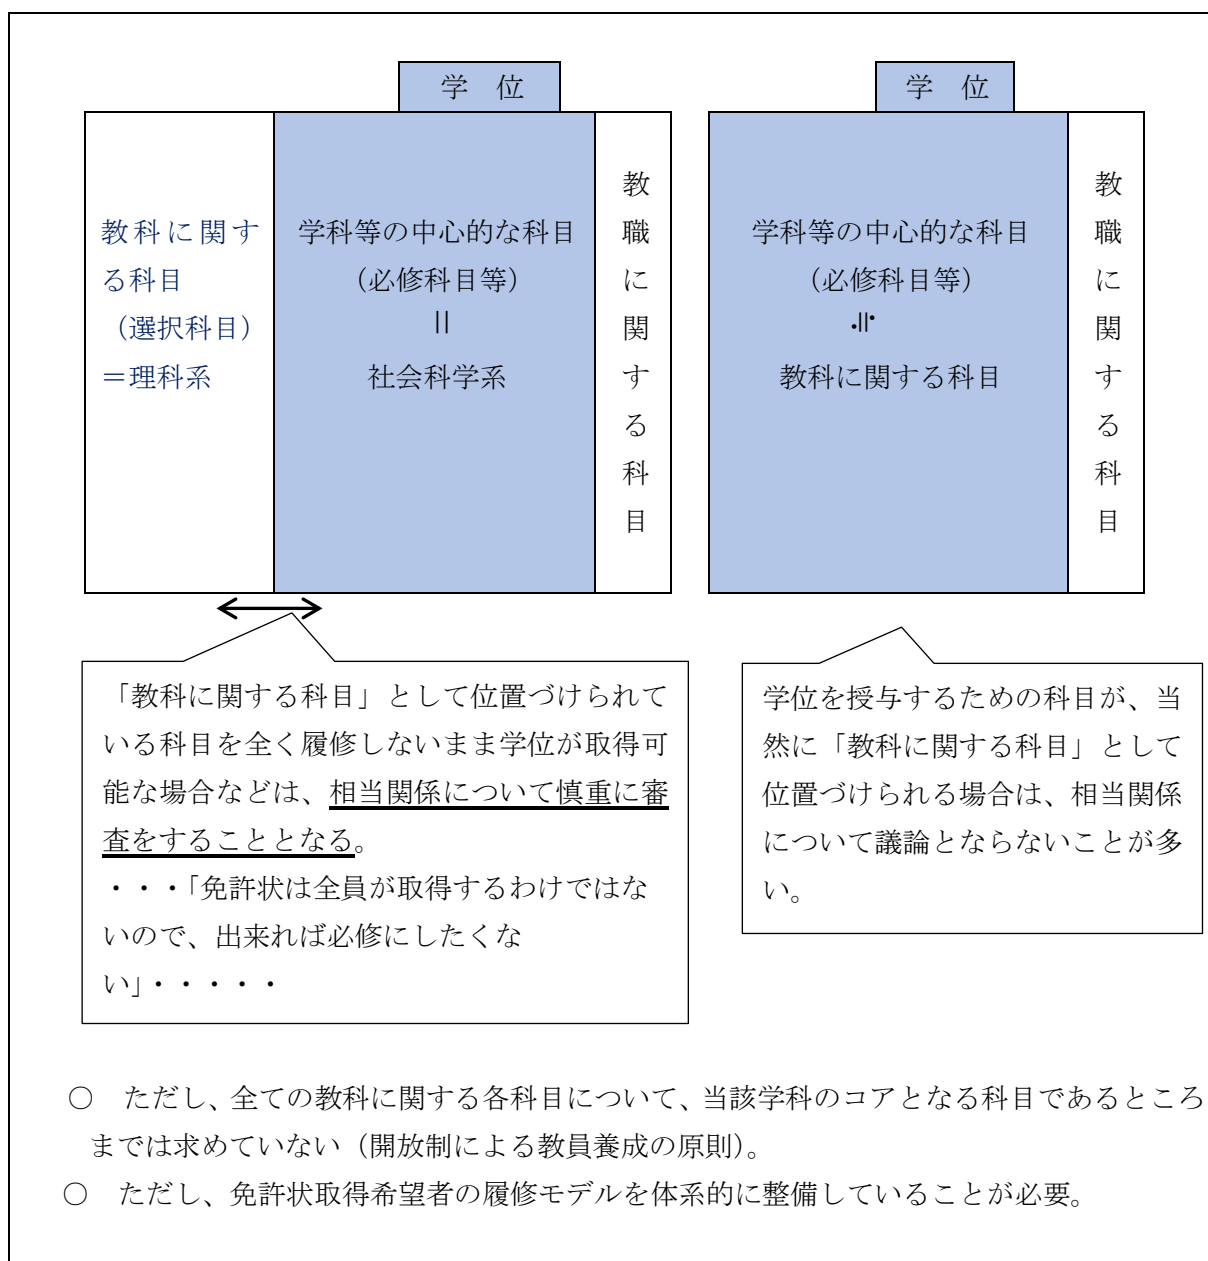 学 位
教科に関す
る科目
(選択科目)
=理科系
学科等の中心的な科目
(必修科目等)
||
社会科学系
教職に関する科目
学 位
学科等の中心的な科目
(必修科目等)
.||・
教科に関する科目
教職に関する科目
「教科に関する科目」として位置づけられて
いる科目を全く履修しないまま学位が取得可
能な場合などは、相当関係について慎重に審
査をすることとなる。
・・・「免許状は全員が取得するわけではな
いので、出来れば必修にしたくな
い」・・・・・
学位を授与するための科目が、当
然に「教科に関する科目」として
位置づけられる場合は、相当関係
について議論とならないことが多
い。
○ ただし、全ての教科に関する各科目について、当該学科のコアとなる科目であるところ
までは求めていない(開放制による教員養成の原則)。
○ ただし、免許状取得希望者の履修モデルを体系的に整備していることが必要。